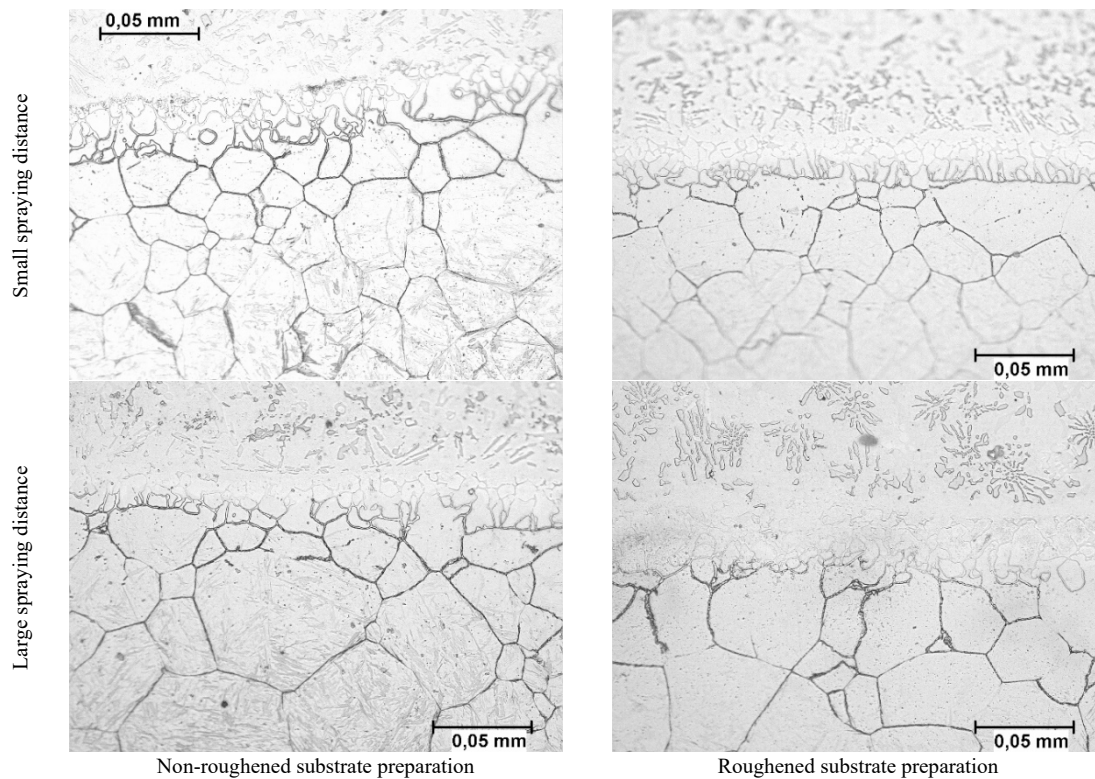 0,05 mm
Small spraying distance
0,05 mm
Large spraying distance
0,05 mm
0,05 mm
Non-roughened substrate preparation
Roughened substrate preparation